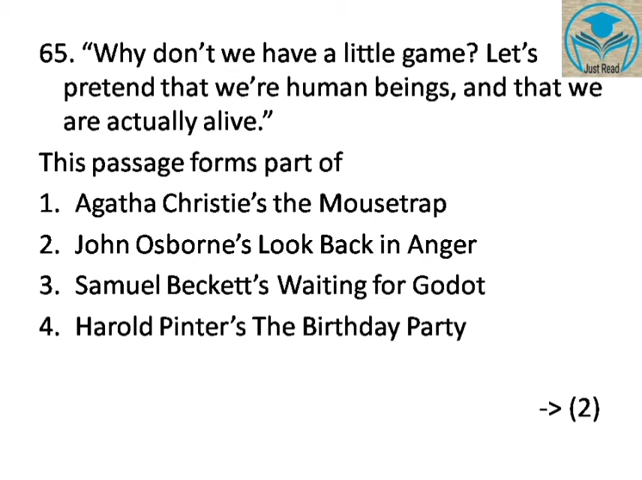 Just Read
65. “Why don’t we have a little game? Let’s
pretend that we’re human beings, and that we
are actually alive.”
This passage forms part of
1. Agatha Christie’s the Mousetrap
2. John Osborne’s Look Back in Anger
3. Samuel Beckett’s Waiting for Godot
4. Harold Pinter’s The Birthday Party
-> (2)